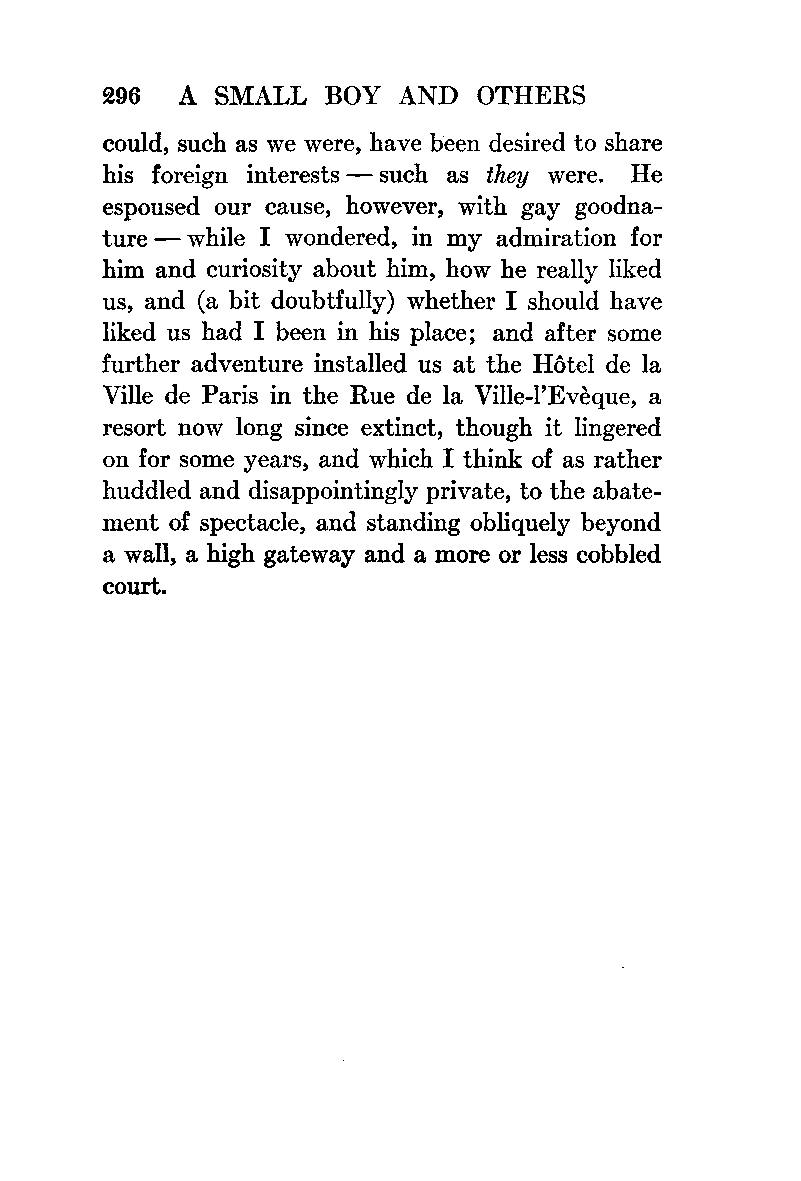 296 A SMALL BOY AND OTHERS
could, such as we were, have been desired to share
his foreign interests — such as they were. He
espoused our cause, however, with gay goodna-
ture — while I wondered, in my admiration for
him and curiosity about him, how he really liked
us, and (a bit doubtfully) whether I should have
liked us had I been in his place; and after some
further adventure installed us at the Hôtel de la
Ville de Paris in the Rue de la Ville-l'Evèque, a
resort now long since extinct, though it lingered
on for some years, and which I think of as rather
huddled and disappointingly private, to the abate-
ment of spectacle, and standing obliquely beyond
a wall, a high gateway and a more or less cobbled
court.